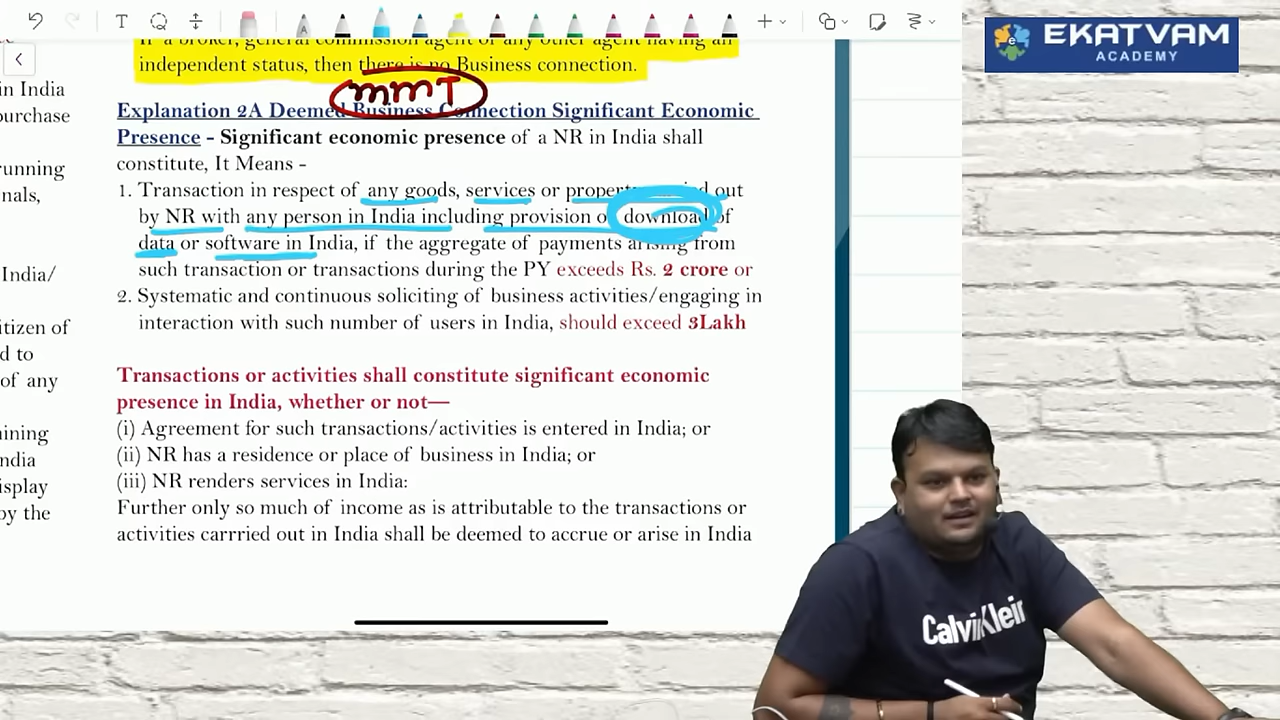 EKATVAM
ACADEMY
T
If a broker, general commission agent or any other agent having an
independent status, then there is no Business connection.
MMT
Explanation 2A Deemed Business Connection Significant Economic
Presence - Significant economic presence of a NR in India shall
constitute, It Means -
1. Transaction in respect of any goods, services or property carried out
by NR with any person in India including provision of download of
data or software in India, if the aggregate of payments arising from
such transaction or transactions during the PY exceeds Rs. 2 crore or
2. Systematic and continuous soliciting of business activities/engaging in
interaction with such number of users in India, should exceed 3Lakh
Transactions or activities shall constitute significant economic
presence in India, whether or not—
(i) Agreement for such transactions/activities is entered in India; or
(ii) NR has a residence or place of business in India; or
(iii) NR renders services in India:
Further only so much of income as is attributable to the transactions or
activities carrried out in India shall be deemed to accrue or arise in India
in India
India/
d to
of any
India
by the
Calvin Klein